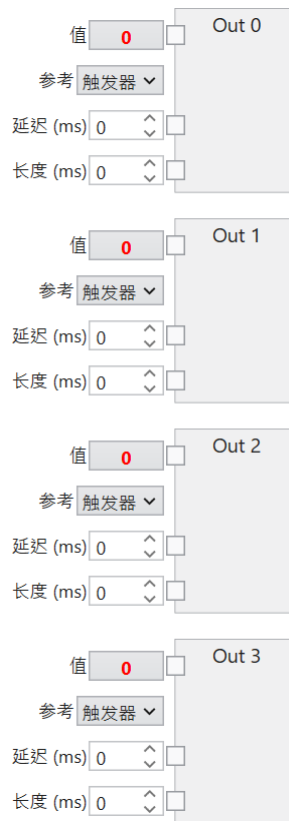 值 0 Out 0
参考 触发器
延迟 (ms) 0
长度 (ms) 0
值 0 Out 1
参考 触发器
延迟 (ms) 0
长度 (ms) 0
值 0 Out 2
参考 触发器
延迟 (ms) 0
长度 (ms) 0
值 0 Out 3
参考 触发器
延迟 (ms) 0
长度 (ms) 0